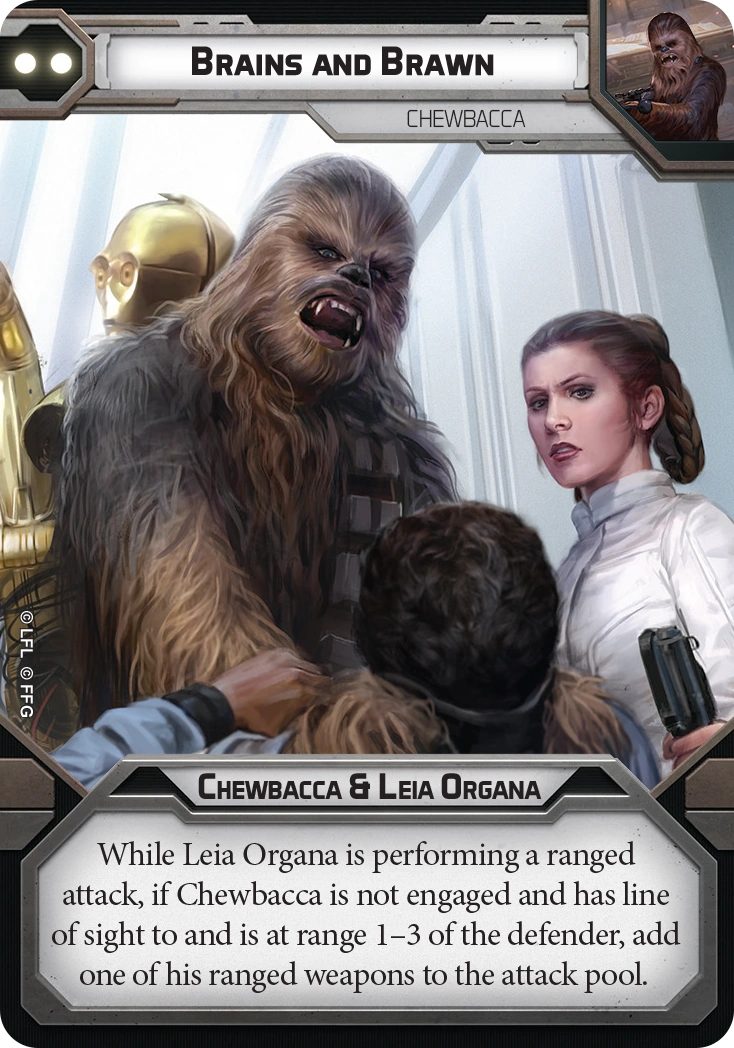 Brains and Brawn
CHEWBACCA
© LFL © FFG
Chewbacca & Leia Organa
While Leia Organa is performing a ranged
attack, if Chewbacca is not engaged and has line
of sight to and is at range 1–3 of the defender, add
one of his ranged weapons to the attack pool.